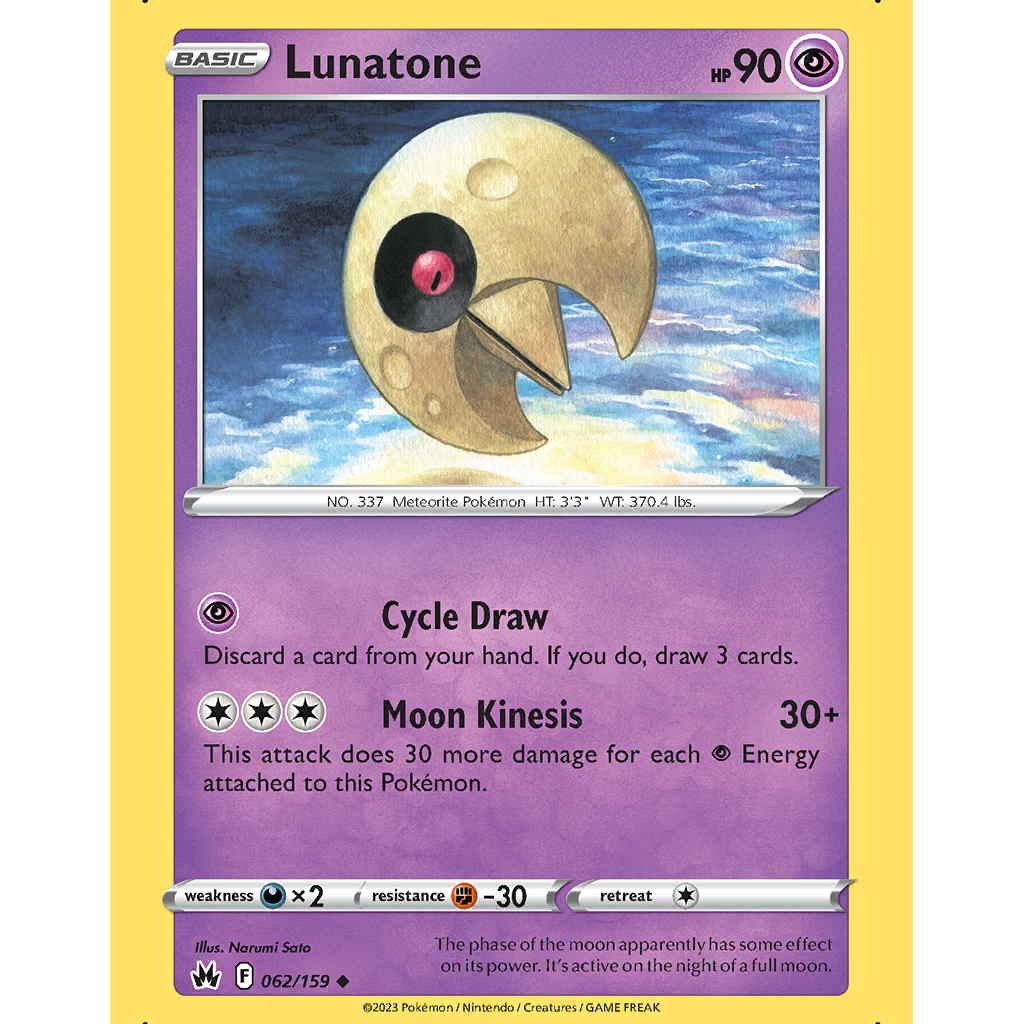 BASIC Lunatone HP 90
NO. 337 Meteorite Pokémon HT: 3'3" WT: 370.4 lbs.
Cycle Draw
Discard a card from your hand. If you do, draw 3 cards.
Moon Kinesis 30+
This attack does 30 more damage for each Energy
attached to this Pokémon.
weakness ×2 resistance -30 retreat
Illus. Narumi Sato
F 062/159
The phase of the moon apparently has some effect
on its power. It's active on the night of a full moon.
©2023 Pokémon / Nintendo / Creatures / GAME FREAK